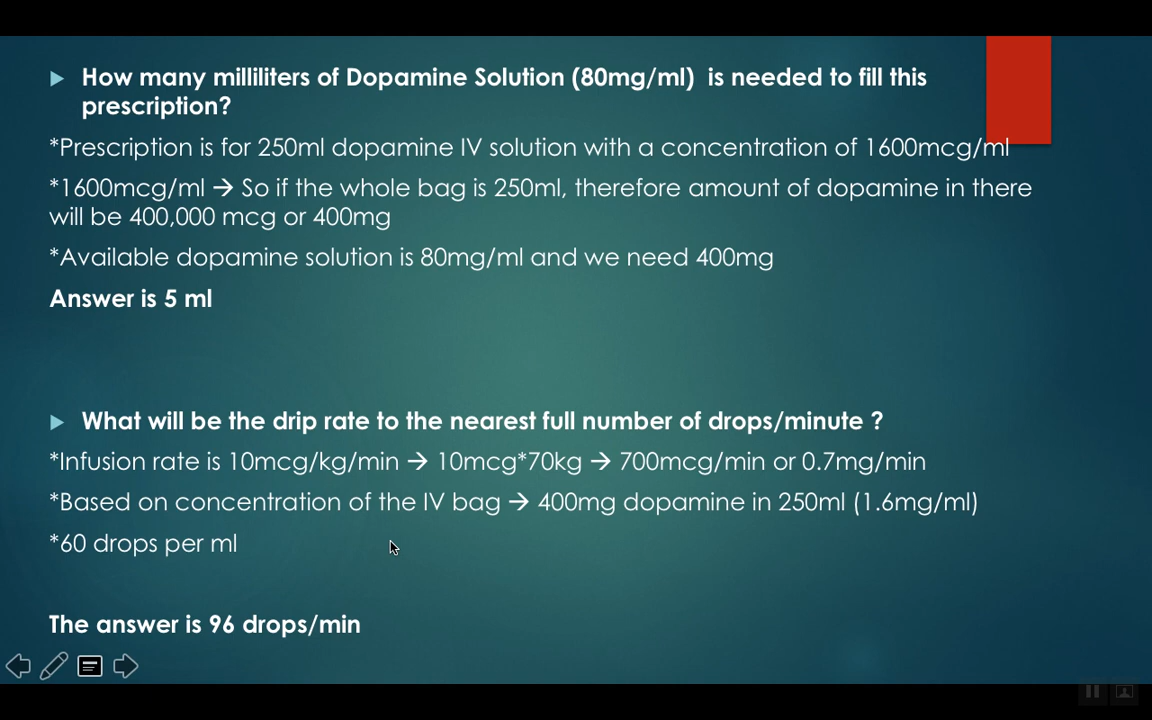 How many milliliters of Dopamine Solution (80mg/ml)  is needed to fill this
prescription?
*Prescription is for 250ml dopamine IV solution with a concentration of 1600mcg/ml
*1600mcg/ml → So if the whole bag is 250ml, therefore amount of dopamine in there
will be 400,000 mcg or 400mg
*Available dopamine solution is 80mg/ml and we need 400mg
Answer is 5 ml
What will be the drip rate to the nearest full number of drops/minute ?
*Infusion rate is 10mcg/kg/min → 10mcg*70kg → 700mcg/min or 0.7mg/min
*Based on concentration of the IV bag → 400mg dopamine in 250ml (1.6mg/ml)
*60 drops per ml
The answer is 96 drops/min